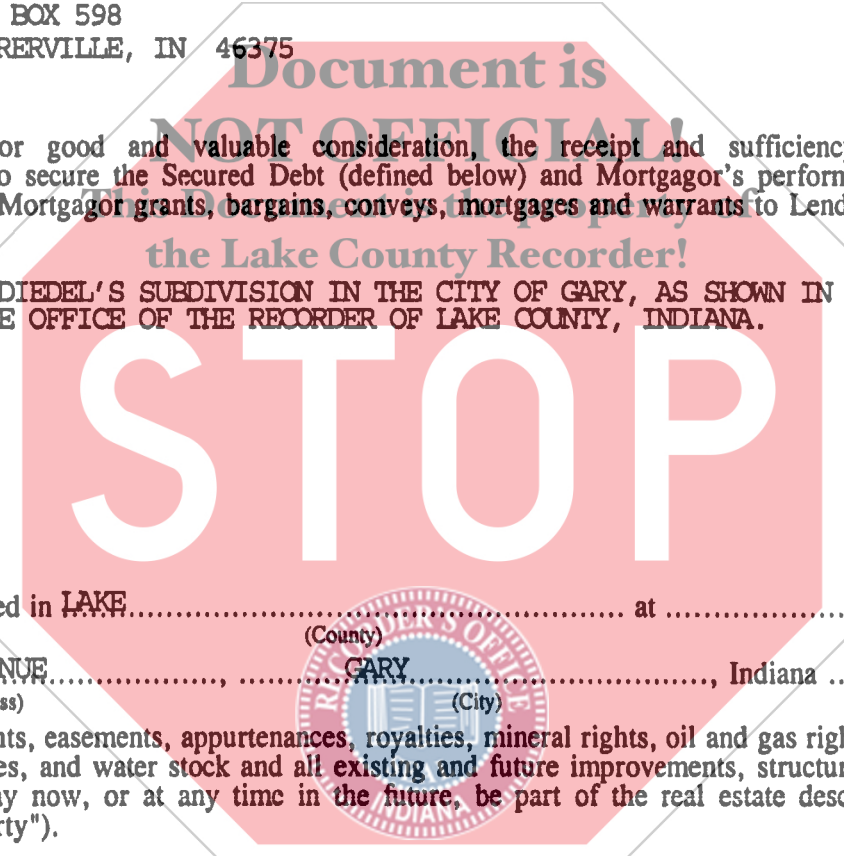 BOX 598
RERVILLE, IN 46375
Document is
NOT OFFICIAL!
or good and valuable consideration, the receipt and sufficiency
o secure the Secured Debt (defined below) and Mortgagor's perform
Mortgagor grants, bargains, conveys, mortgages and warrants to Lend
This Document is the property of
the Lake County Recorder!
DIEDEL'S SUBDIVISION IN THE CITY OF GARY, AS SHOWN IN
E OFFICE OF THE RECORDER OF LAKE COUNTY, INDIANA.
STOP
ed in LAKE.................................................................. at ....................
(County)
RECORDER'S OFFICE
NUE......................, .............GARY......................................, Indiana ..
ss) (City)
nts, easements, appurtenances, royalties, mineral rights, oil and gas righ
es, and water stock and all existing and future improvements, structur
ay now, or at any time in the future, be part of the real estate desc
INDIANA
rty").